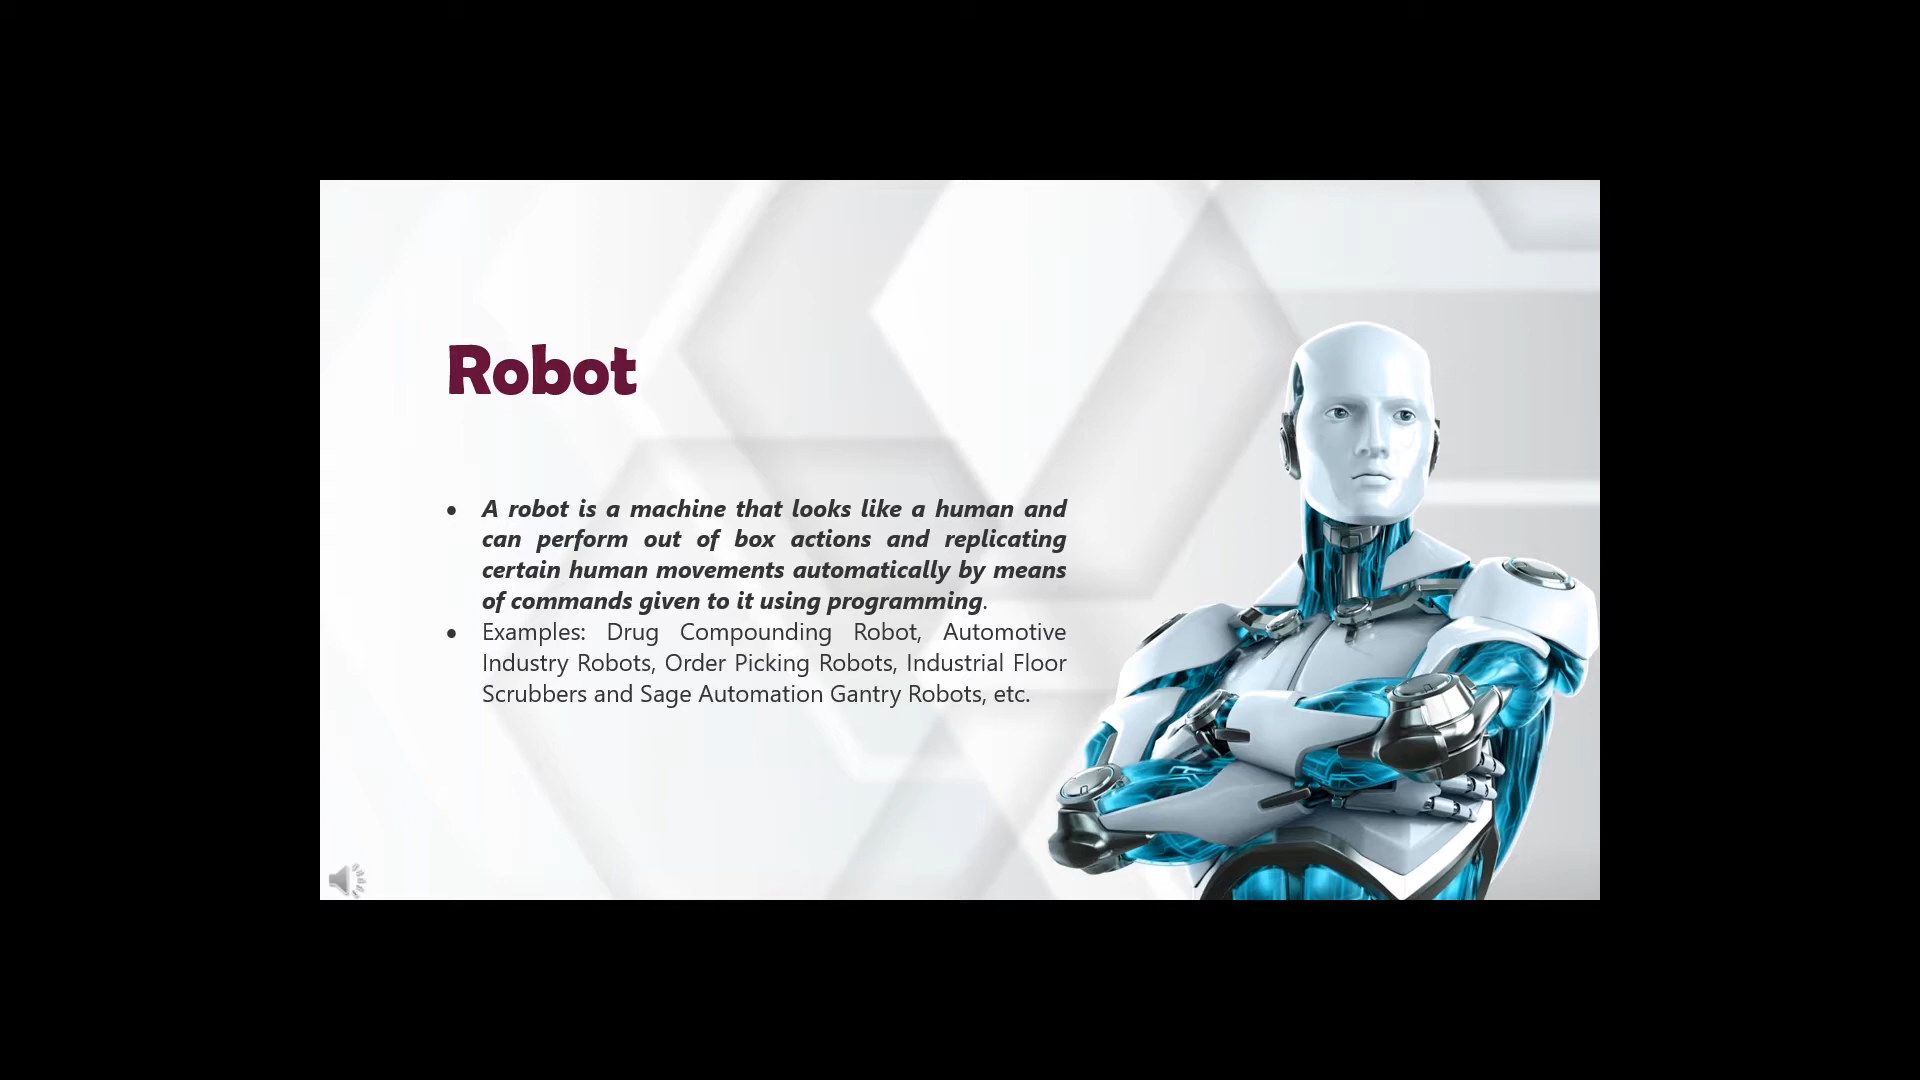 Robot
• A robot is a machine that looks like a human and
can perform out of box actions and replicating
certain human movements automatically by means
of commands given to it using programming.
• Examples: Drug Compounding Robot, Automotive
Industry Robots, Order Picking Robots, Industrial Floor
Scrubbers and Sage Automation Gantry Robots, etc.